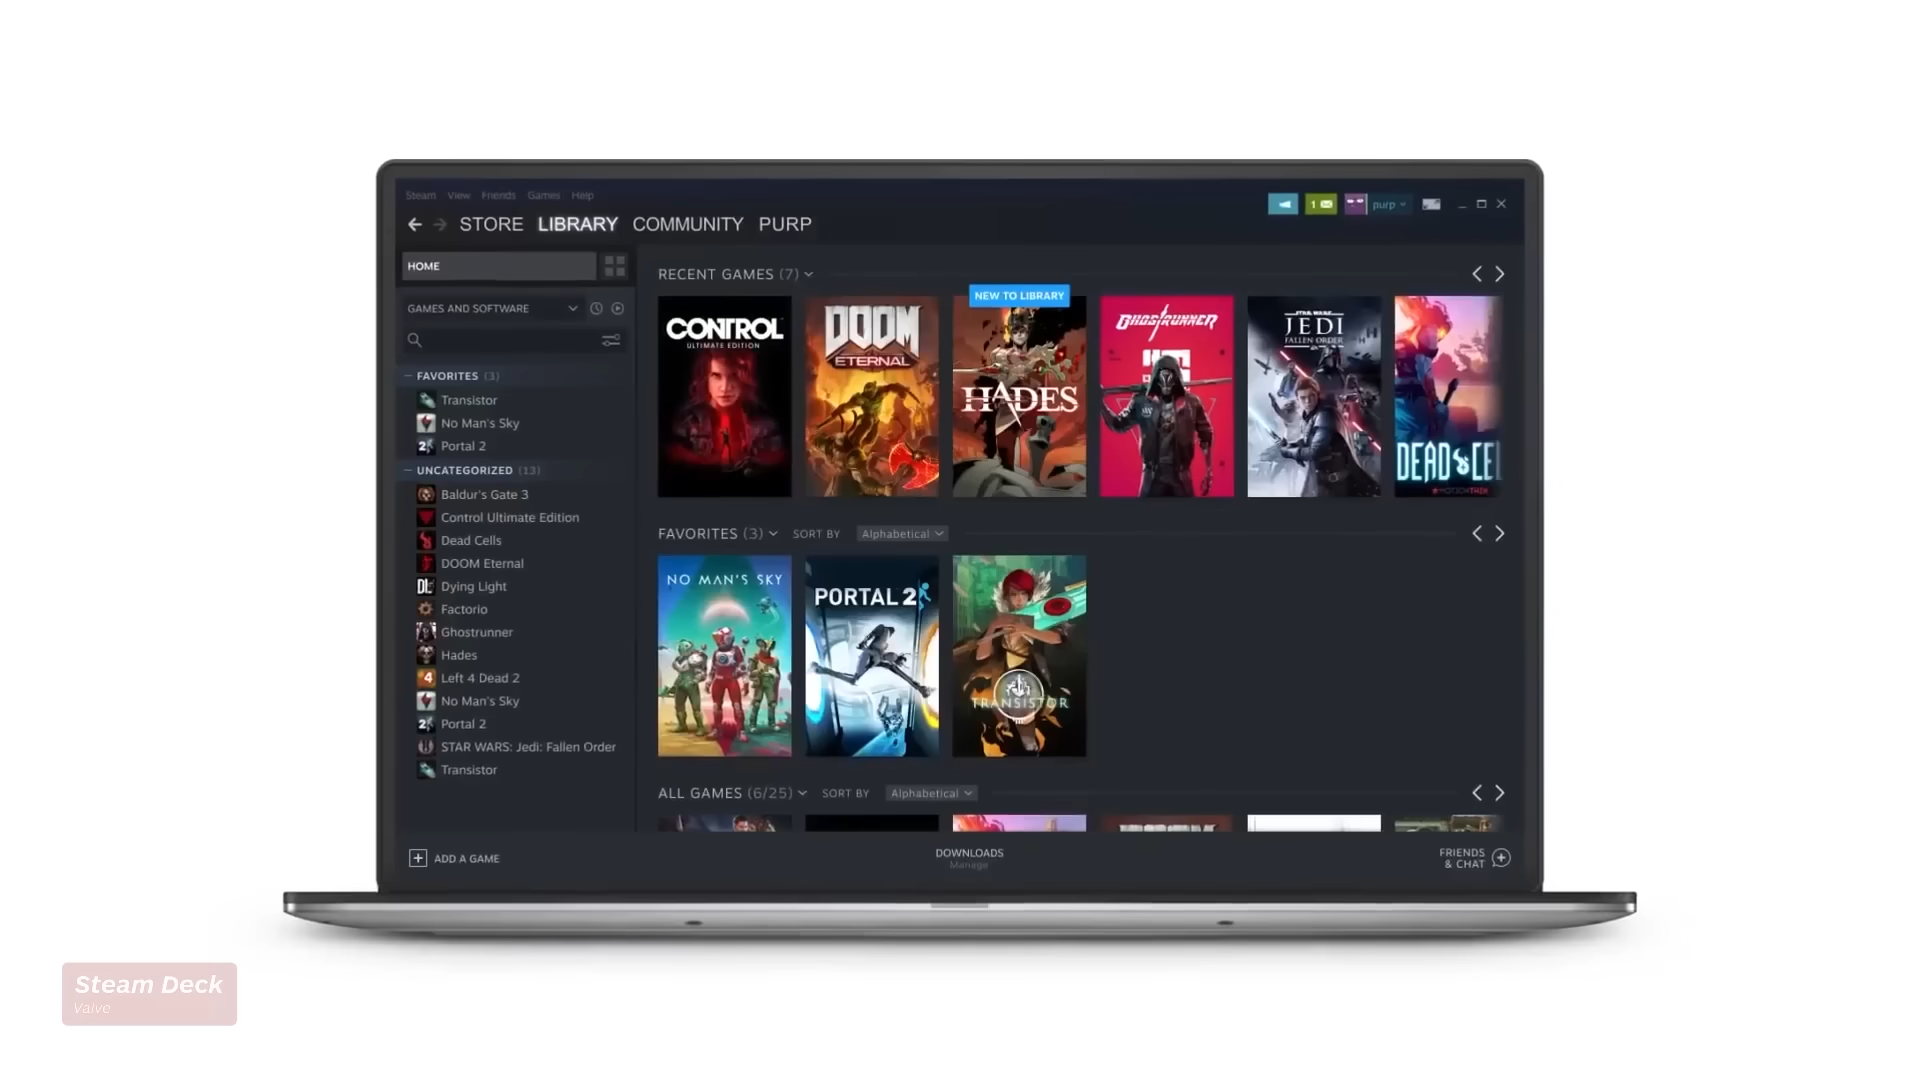 Steam View Friends Games Help
STORE LIBRARY COMMUNITY PURP
1
purp
HOME
GAMES AND SOFTWARE
FAVORITES (3)
Transistor
No Man's Sky
Portal 2
UNCATEGORIZED (13)
Baldur's Gate 3
Control Ultimate Edition
Dead Cells
DOOM Eternal
Dying Light
Factorio
Ghostrunner
Hades
Left 4 Dead 2
No Man's Sky
Portal 2
STAR WARS: Jedi: Fallen Order
Transistor
ADD A GAME
RECENT GAMES (7)
CONTROL
ULTIMATE EDITION
DOOM
ETERNAL
NEW TO LIBRARY
HADES
GHOSTRUNNER
STAR WARS
JEDI
FALLEN ORDER
DEAD CEL
MOTION TWIN
FAVORITES (3) SORT BY Alphabetical
NO MAN'S SKY
PORTAL 2
TRANSISTOR
ALL GAMES (6/25) SORT BY Alphabetical
DOWNLOADS
Manage
FRIENDS
& CHAT
Steam Deck
Valve